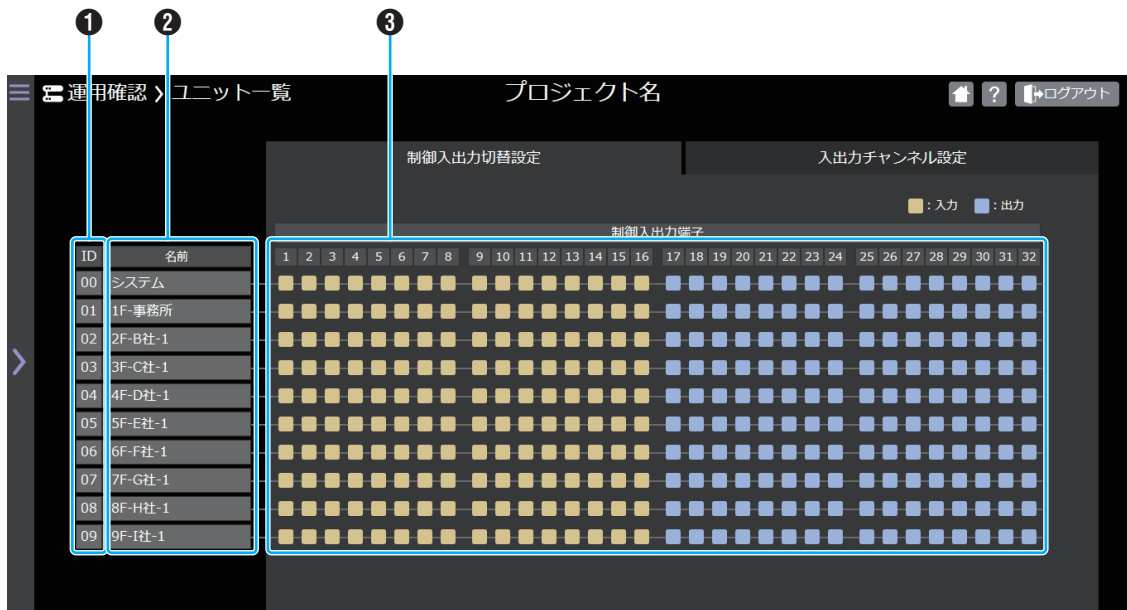 ❶ ❷ ❸
運用確認 > ユニット一覧 プロジェクト名 ? ログアウト
制御入出力切替設定 入出力チャンネル設定
:入力 :出力
制御入出力端子
ID 名前 1 2 3 4 5 6 7 8 9 10 11 12 13 14 15 16 17 18 19 20 21 22 23 24 25 26 27 28 29 30 31 32
00 システム
01 1F-事務所
02 2F-B社-1
03 3F-C社-1
04 4F-D社-1
05 5F-E社-1
06 6F-F社-1
07 7F-G社-1
08 8F-H社-1
09 9F-I社-1